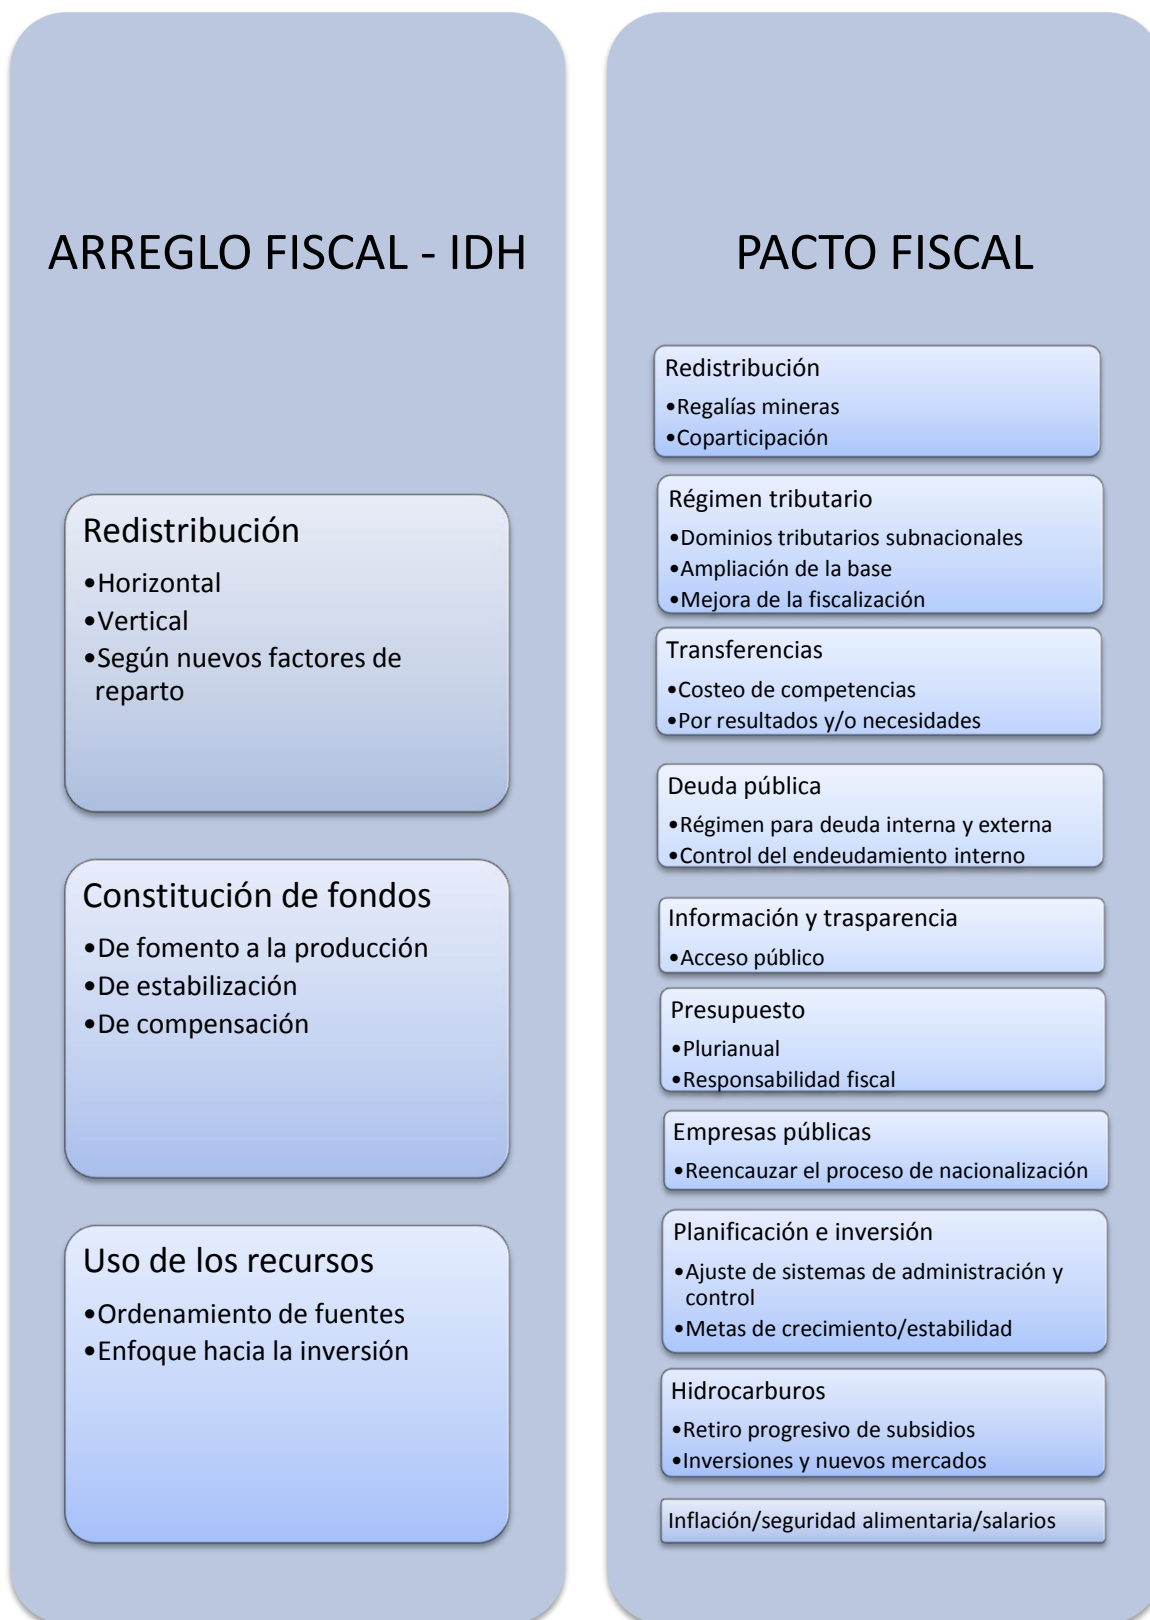 ARREGLO FISCAL - IDH
Redistribución
•Horizontal
•Vertical
•Según nuevos factores de
reparto
Constitución de fondos
•De fomento a la producción
•De estabilización
•De compensación
Uso de los recursos
•Ordenamiento de fuentes
•Enfoque hacia la inversión
PACTO FISCAL
Redistribución
•Regalías mineras
•Coparticipación
Régimen tributario
•Dominios tributarios subnacionales
•Ampliación de la base
•Mejora de la fiscalización
Transferencias
•Costeo de competencias
•Por resultados y/o necesidades
Deuda pública
•Régimen para deuda interna y externa
•Control del endeudamiento interno
Información y trasparencia
•Acceso público
Presupuesto
•Plurianual
•Responsabilidad fiscal
Empresas públicas
•Reencauzar el proceso de nacionalización
Planificación e inversión
•Ajuste de sistemas de administración y
control
•Metas de crecimiento/estabilidad
Hidrocarburos
•Retiro progresivo de subsidios
•Inversiones y nuevos mercados
Inflación/seguridad alimentaria/salarios